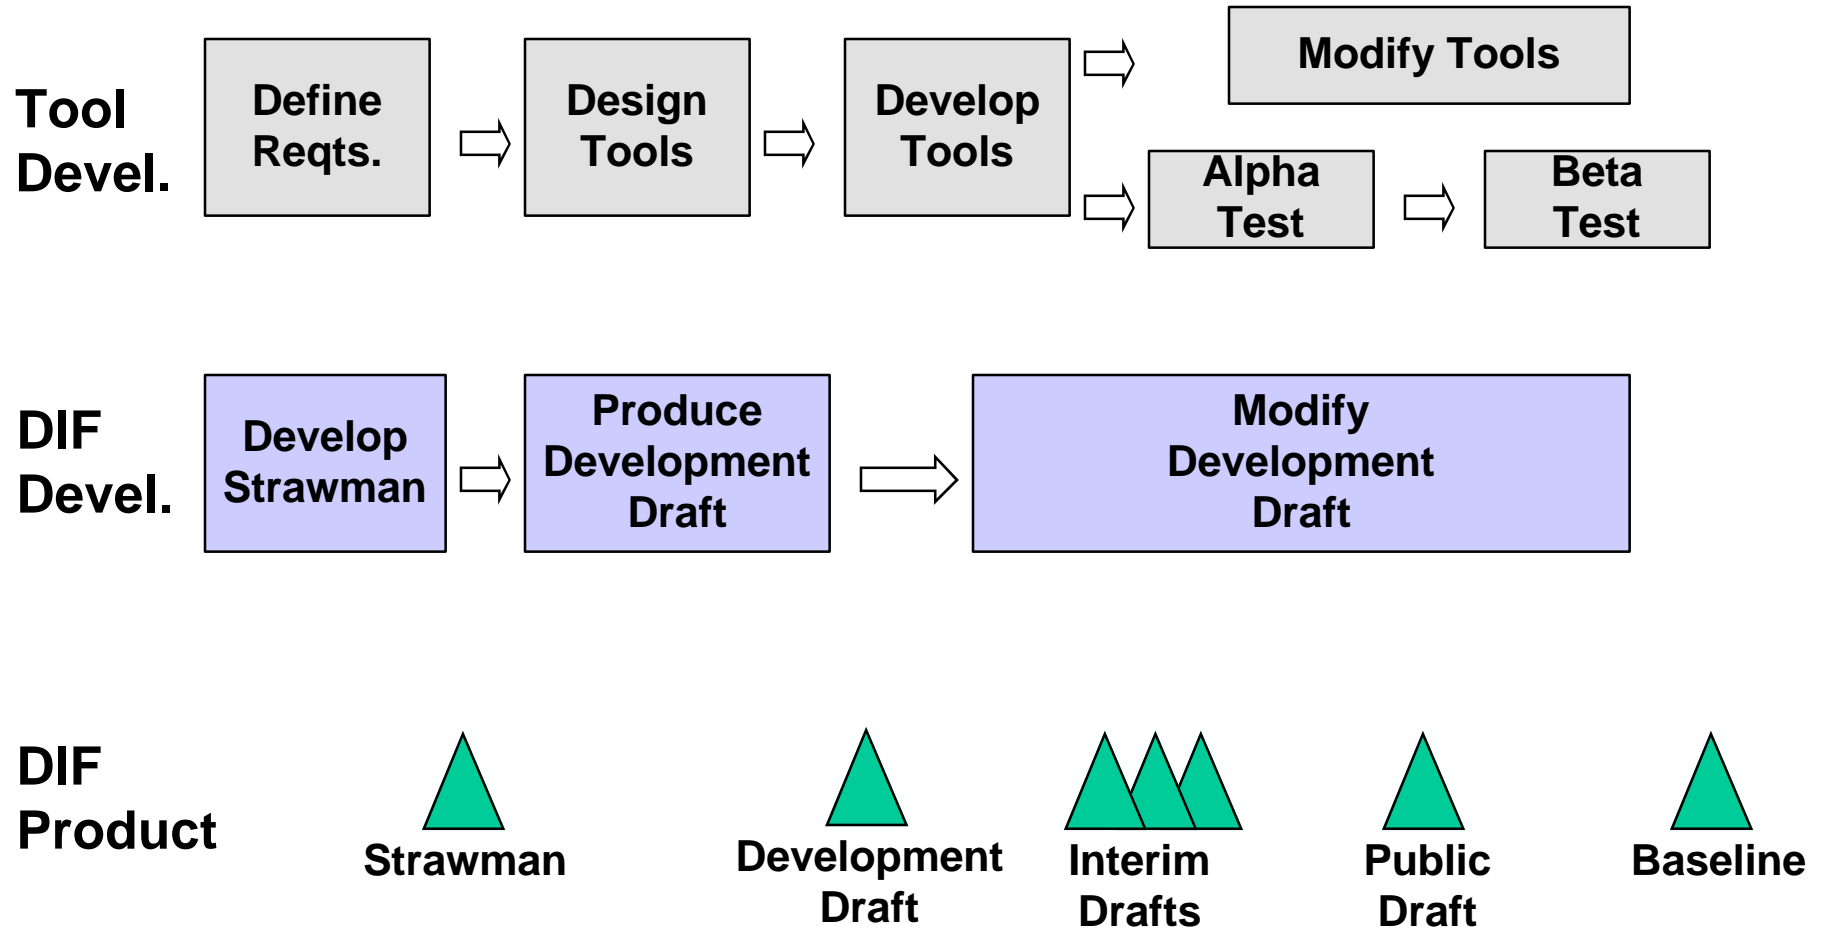 Tool
Devel.
Define
Reqts.
Design
Tools
Develop
Tools
Modify Tools
Alpha
Test
Beta
Test
DIF
Devel.
Develop
Strawman
Produce
Development
Draft
Modify
Development
Draft
DIF
Product
Strawman
Development
Draft
Interim
Drafts
Public
Draft
Baseline